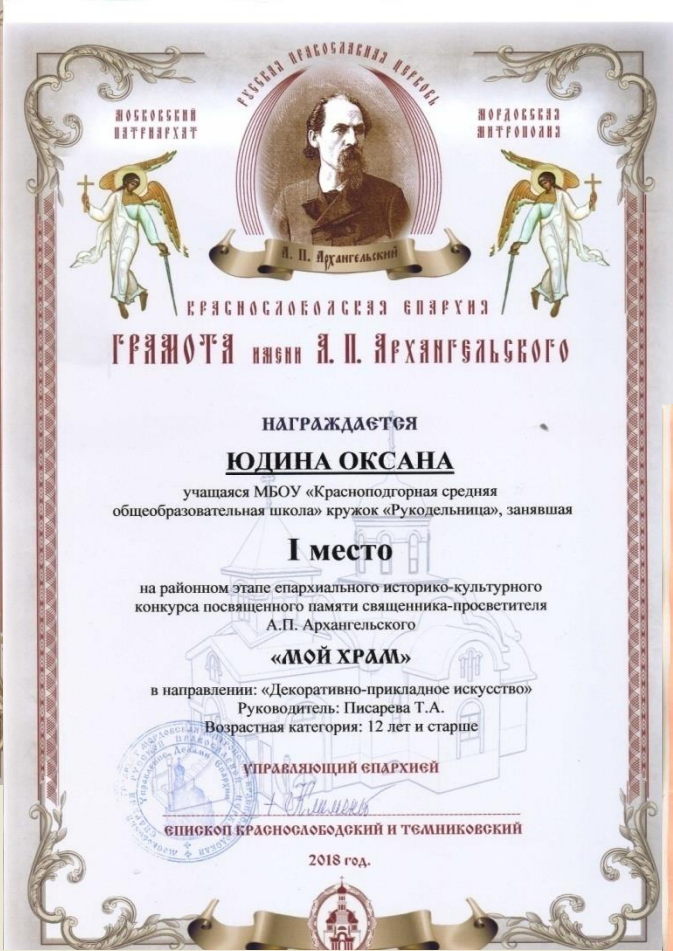 РУССКАЯ ПРАВОСЛАВНАЯ ЦЕРКОВЬ
МОСКОВСКИЙ
ПАТРИАРХАТ
МОРДОВСКАЯ
МИТРОПОЛИЯ
А. П. Архангельский
КРАСНОСЛОБОДСКАЯ ЕПАРХИЯ
ГРАМОТА ИМЕНИ А. П. АРХАНГЕЛЬСКОГО
НАГРАЖДАЕТСЯ
ЮДИНА ОКСАНА
учащаяся МБОУ «Красноподгорная средняя
общеобразовательная школа» кружок «Рукодельница», занявшая
I место
на районном этапе епархиального историко-культурного
конкурса посвященного памяти священника-просветителя
А.П. Архангельского
«МОЙ ХРАМ»
в направлении: «Декоративно-прикладное искусство»
Руководитель: Писарева Т.А.
Возрастная категория: 12 лет и старше
УПРАВЛЯЮЩИЙ ЕПАРХИЕЙ
ЕПИСКОП КРАСНОСЛОБОДСКИЙ И ТЕМНИКОВСКИЙ
2018 год.